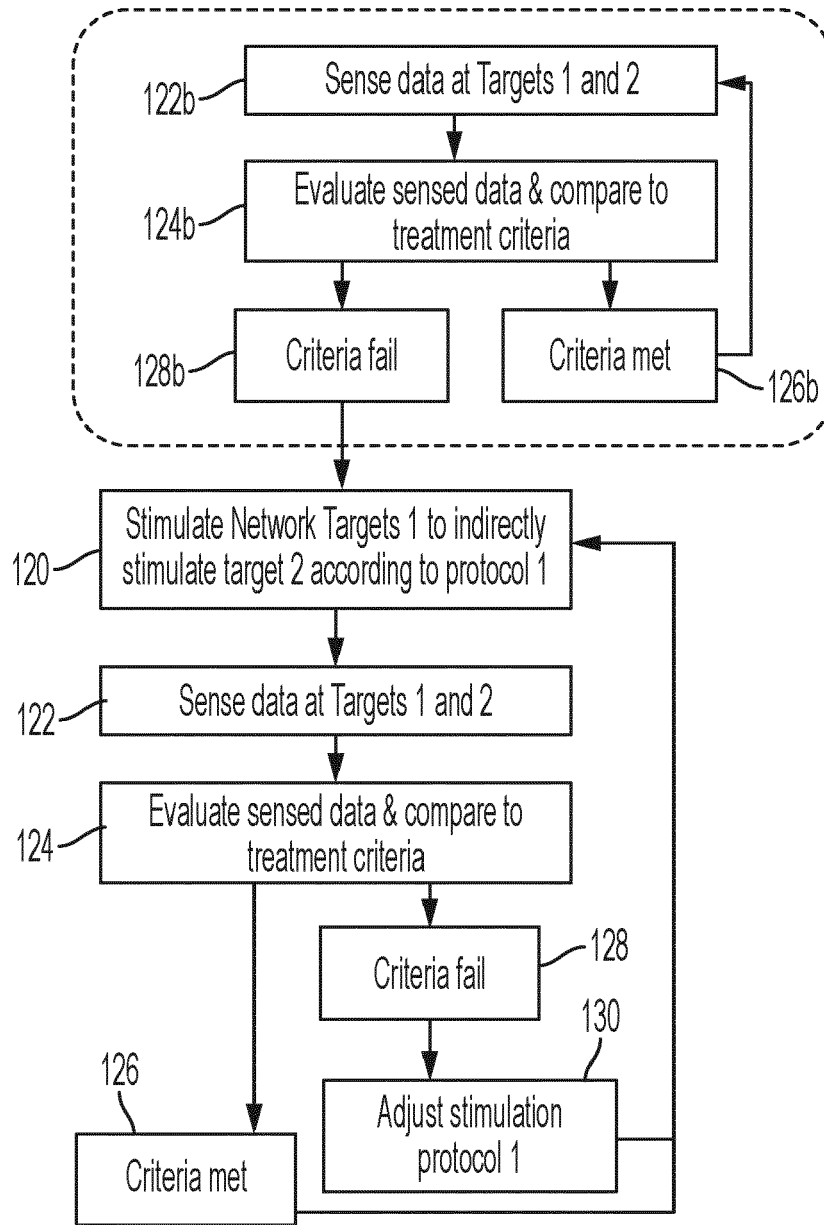 Sense data at Targets 1 and 2
122b
Evaluate sensed data & compare to
treatment criteria
124b
Criteria fail
128b
Criteria met
126b
Stimulate Network Targets 1 to indirectly
stimulate target 2 according to protocol 1
120
Sense data at Targets 1 and 2
122
Evaluate sensed data & compare to
treatment criteria
124
Criteria fail
128
130
Adjust stimulation
protocol 1
126
Criteria met